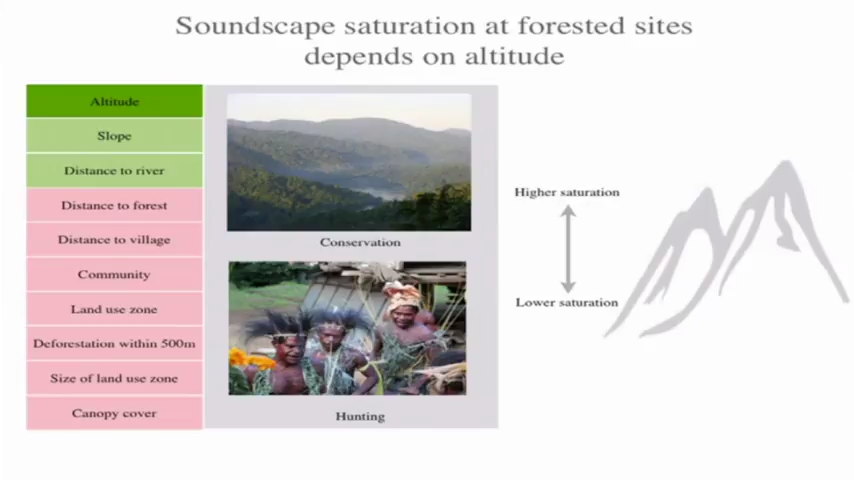 Soundscape saturation at forested sites
depends on altitude
Altitude
Slope
Distance to river
Distance to forest
Distance to village
Community
Land use zone
Deforestation within 500m
Size of land use zone
Canopy cover
Conservation
Hunting
Higher saturation
Lower saturation